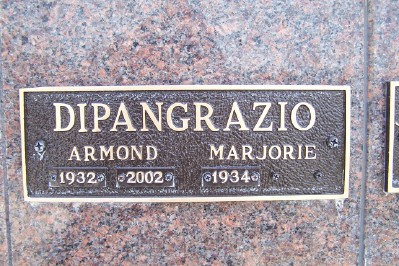 DIPANGRAZIO
ARMOND MARJORIE
1932 2002 1934